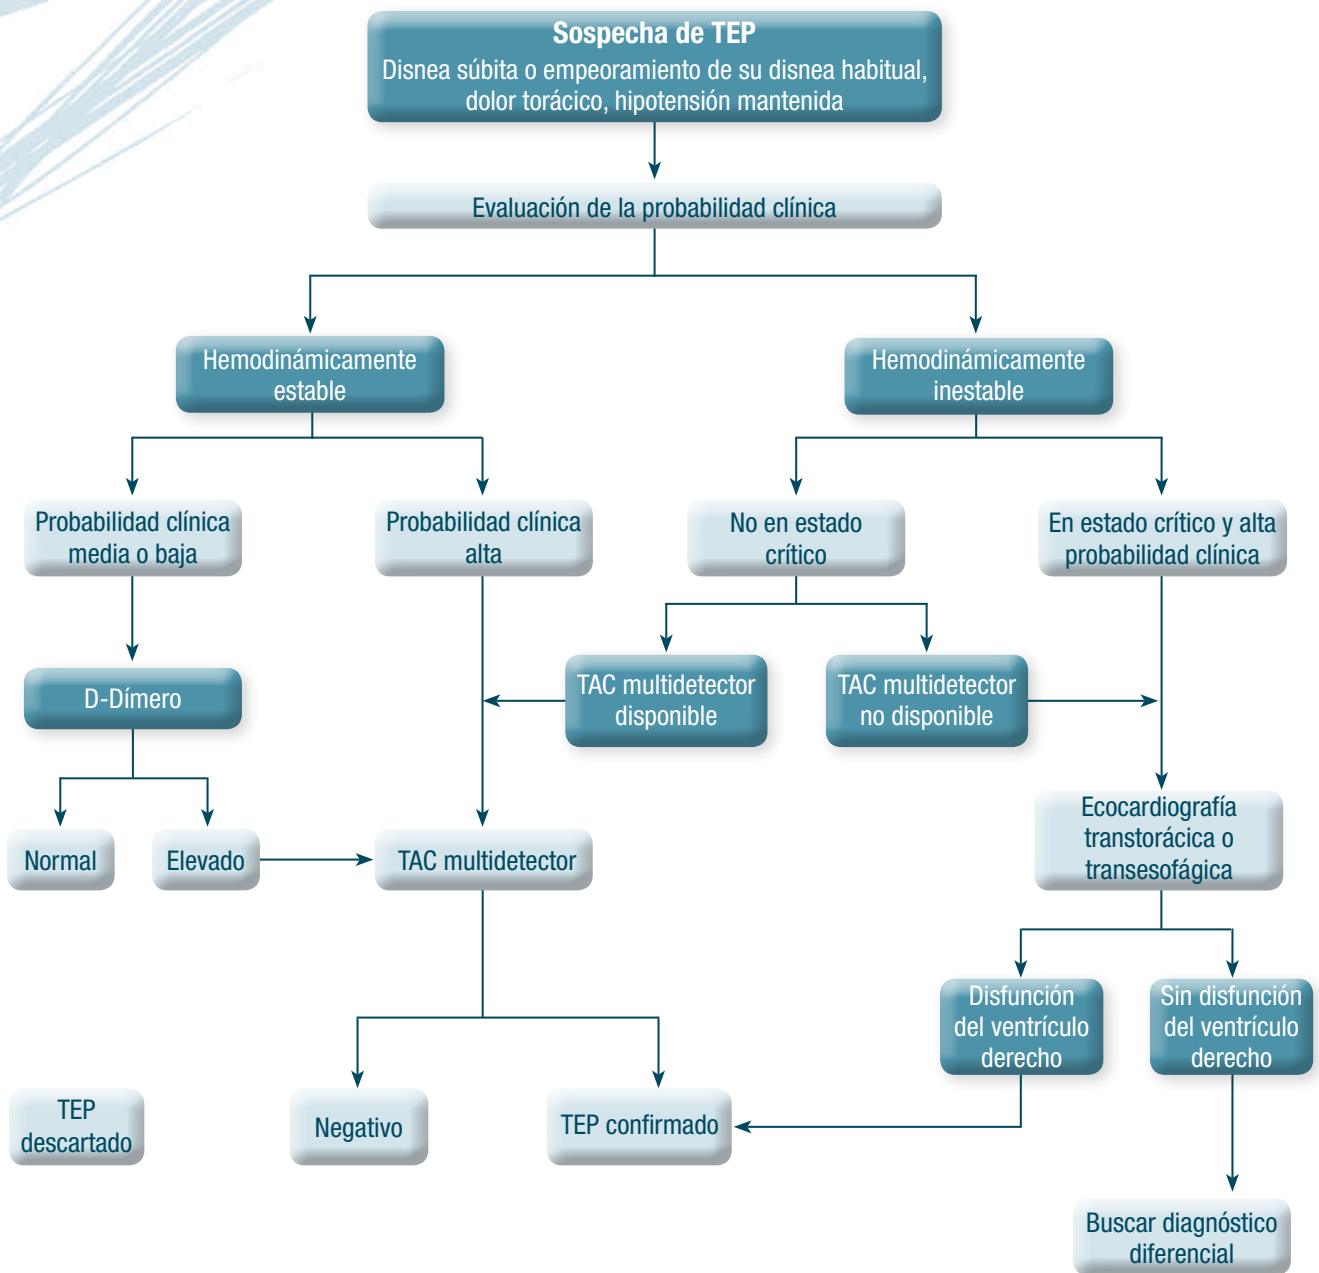 Sospecha de TEP
Disnea súbita o empeoramiento de su disnea habitual,
dolor torácico, hipotensión mantenida
Evaluación de la probabilidad clínica
Hemodinámicamente
estable
Hemodinámicamente
inestable
Probabilidad clínica
media o baja
Probabilidad clínica
alta
No en estado
crítico
En estado crítico y alta
probabilidad clínica
D-Dímero
TAC multidetector
disponible
TAC multidetector
no disponible
Normal
Elevado
TAC multidetector
Ecocardiografía
transtorácica o
transesofágica
Disfunción
del ventrículo
derecho
Sin disfunción
del ventrículo
derecho
TEP
descartado
Negativo
TEP confirmado
Buscar diagnóstico
diferencial